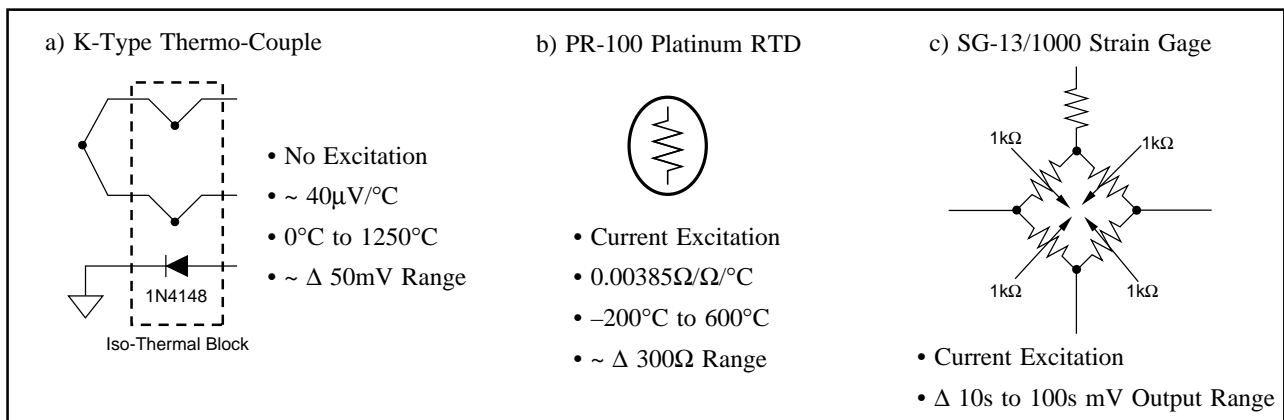 a) K-Type Thermo-Couple
1N4148
Iso-Thermal Block
• No Excitation
• ~ 40μV/°C
• 0°C to 1250°C
• ~ Δ 50mV Range
b) PR-100 Platinum RTD
• Current Excitation
• 0.00385Ω/Ω/°C
• –200°C to 600°C
• ~ Δ 300Ω Range
c) SG-13/1000 Strain Gage
1kΩ
1kΩ
1kΩ
1kΩ
• Current Excitation
• Δ 10s to 100s mV Output Range